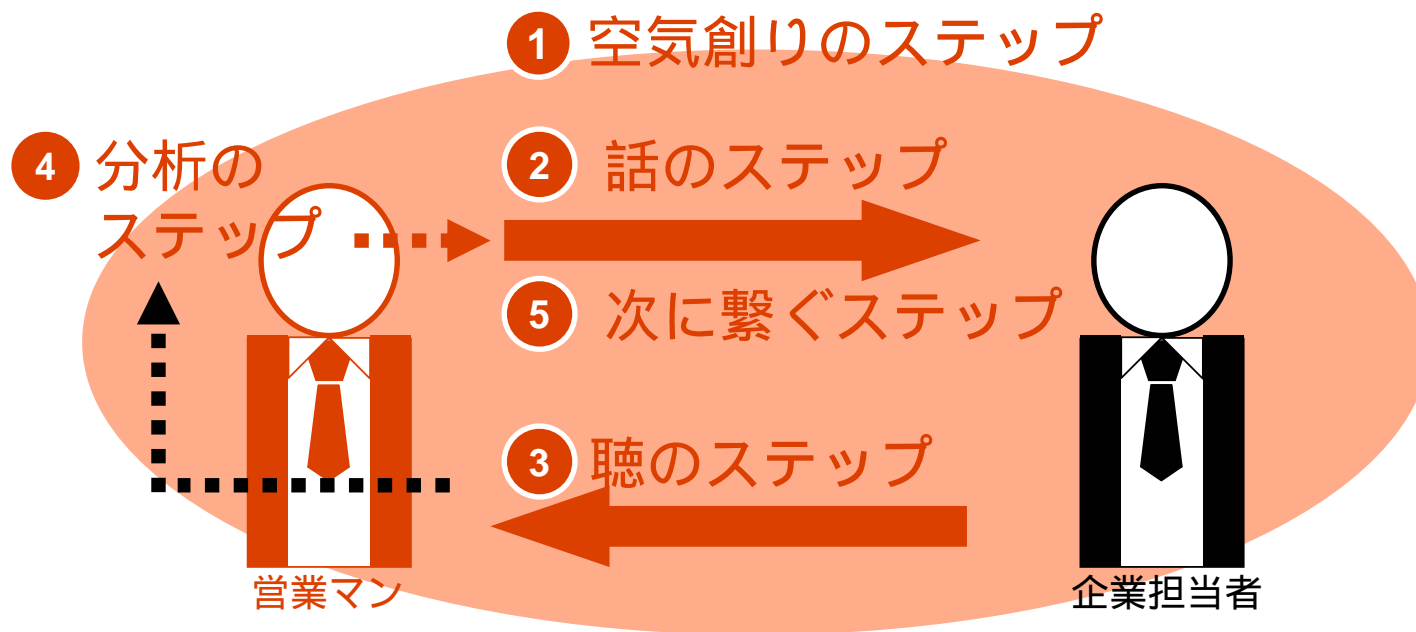 1 空気創りのステップ
4 分析の
ステップ
2 話のステップ
5 次に繋ぐステップ
3 聴のステップ
営業マン
企業担当者